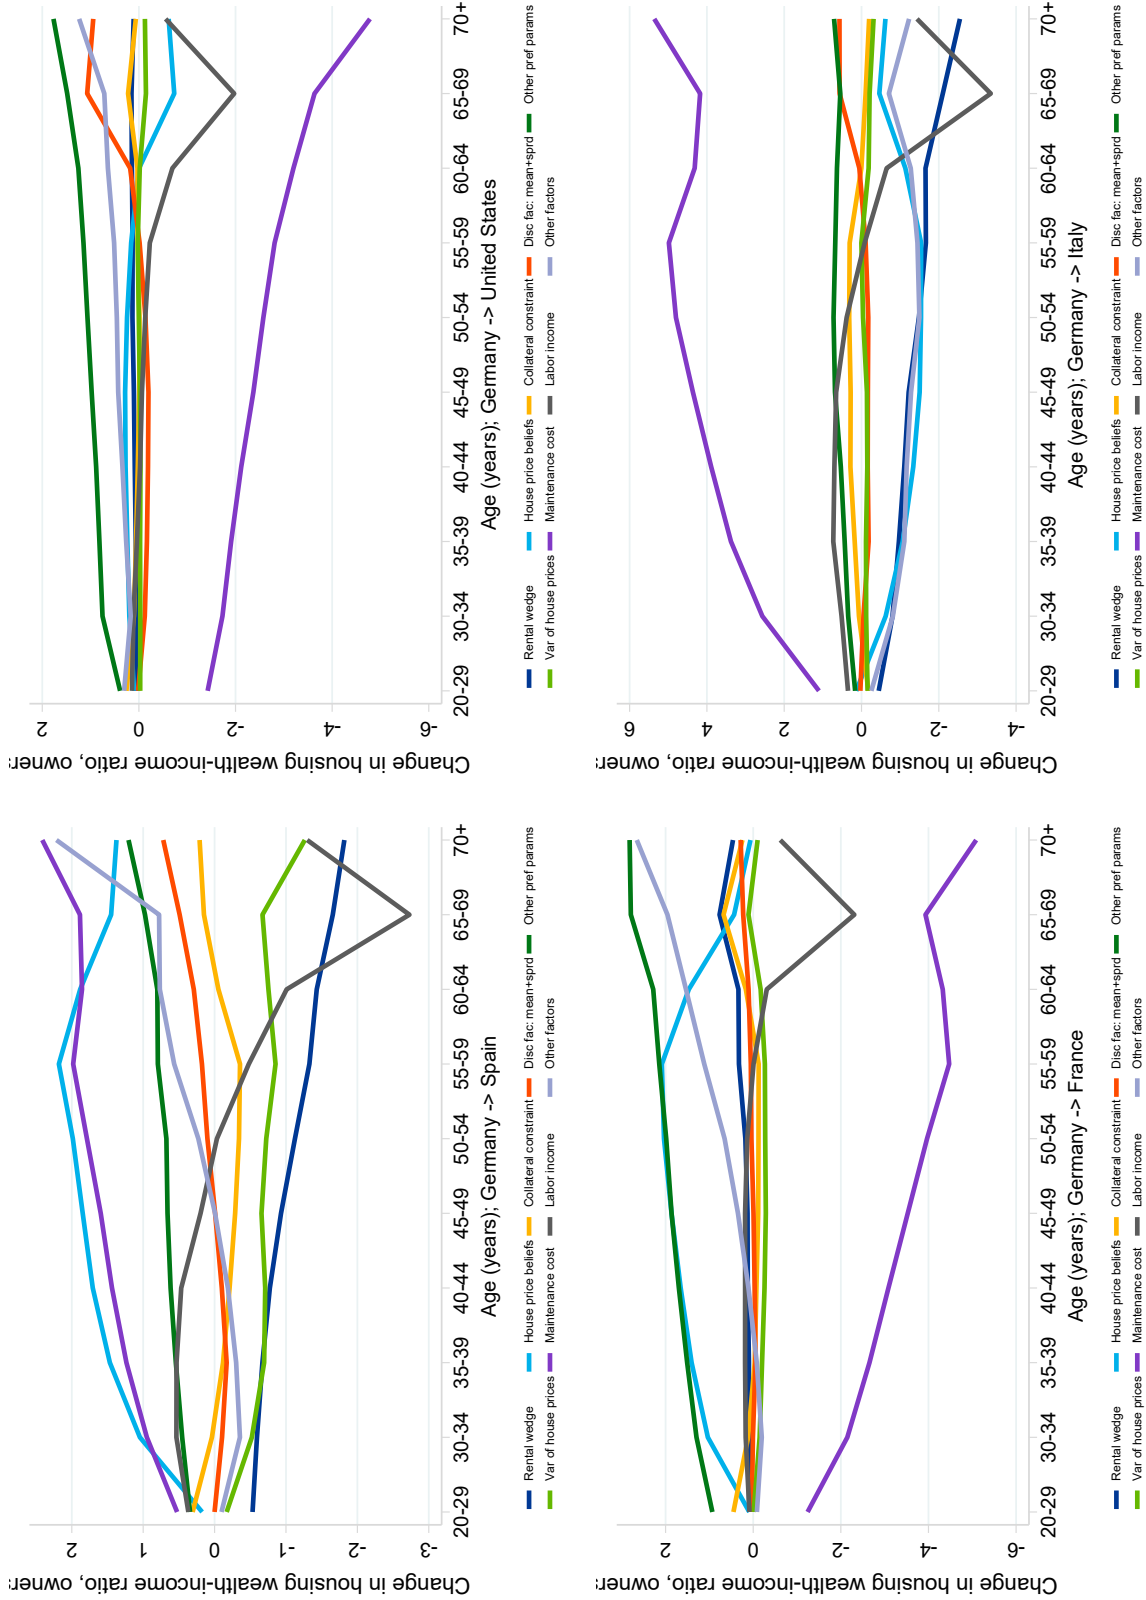 Change in housing wealth-income ratio, owners
2
1
0
-1
-2
-3
20-29
30-34
35-39
40-44
45-49
50-54
55-59
60-64
65-69
70+
Age (years); Germany -> Spain
Rental wedge
House price beliefs
Collateral constraint
Disc fac: mean+sprd
Other pref params
Var of house prices
Maintenance cost
Labor income
Other factors
Change in housing wealth-income ratio, owners
2
0
-2
-4
-6
20-29
30-34
35-39
40-44
45-49
50-54
55-59
60-64
65-69
70+
Age (years); Germany -> United States
Rental wedge
House price beliefs
Collateral constraint
Disc fac: mean+sprd
Other pref params
Var of house prices
Maintenance cost
Labor income
Other factors
Change in housing wealth-income ratio, owners
2
0
-2
-4
-6
20-29
30-34
35-39
40-44
45-49
50-54
55-59
60-64
65-69
70+
Age (years); Germany -> France
Rental wedge
House price beliefs
Collateral constraint
Disc fac: mean+sprd
Other pref params
Var of house prices
Maintenance cost
Labor income
Other factors
Change in housing wealth-income ratio, owners
6
4
2
0
-2
-4
20-29
30-34
35-39
40-44
45-49
50-54
55-59
60-64
65-69
70+
Age (years); Germany -> Italy
Rental wedge
House price beliefs
Collateral constraint
Disc fac: mean+sprd
Other pref params
Var of house prices
Maintenance cost
Labor income
Other factors